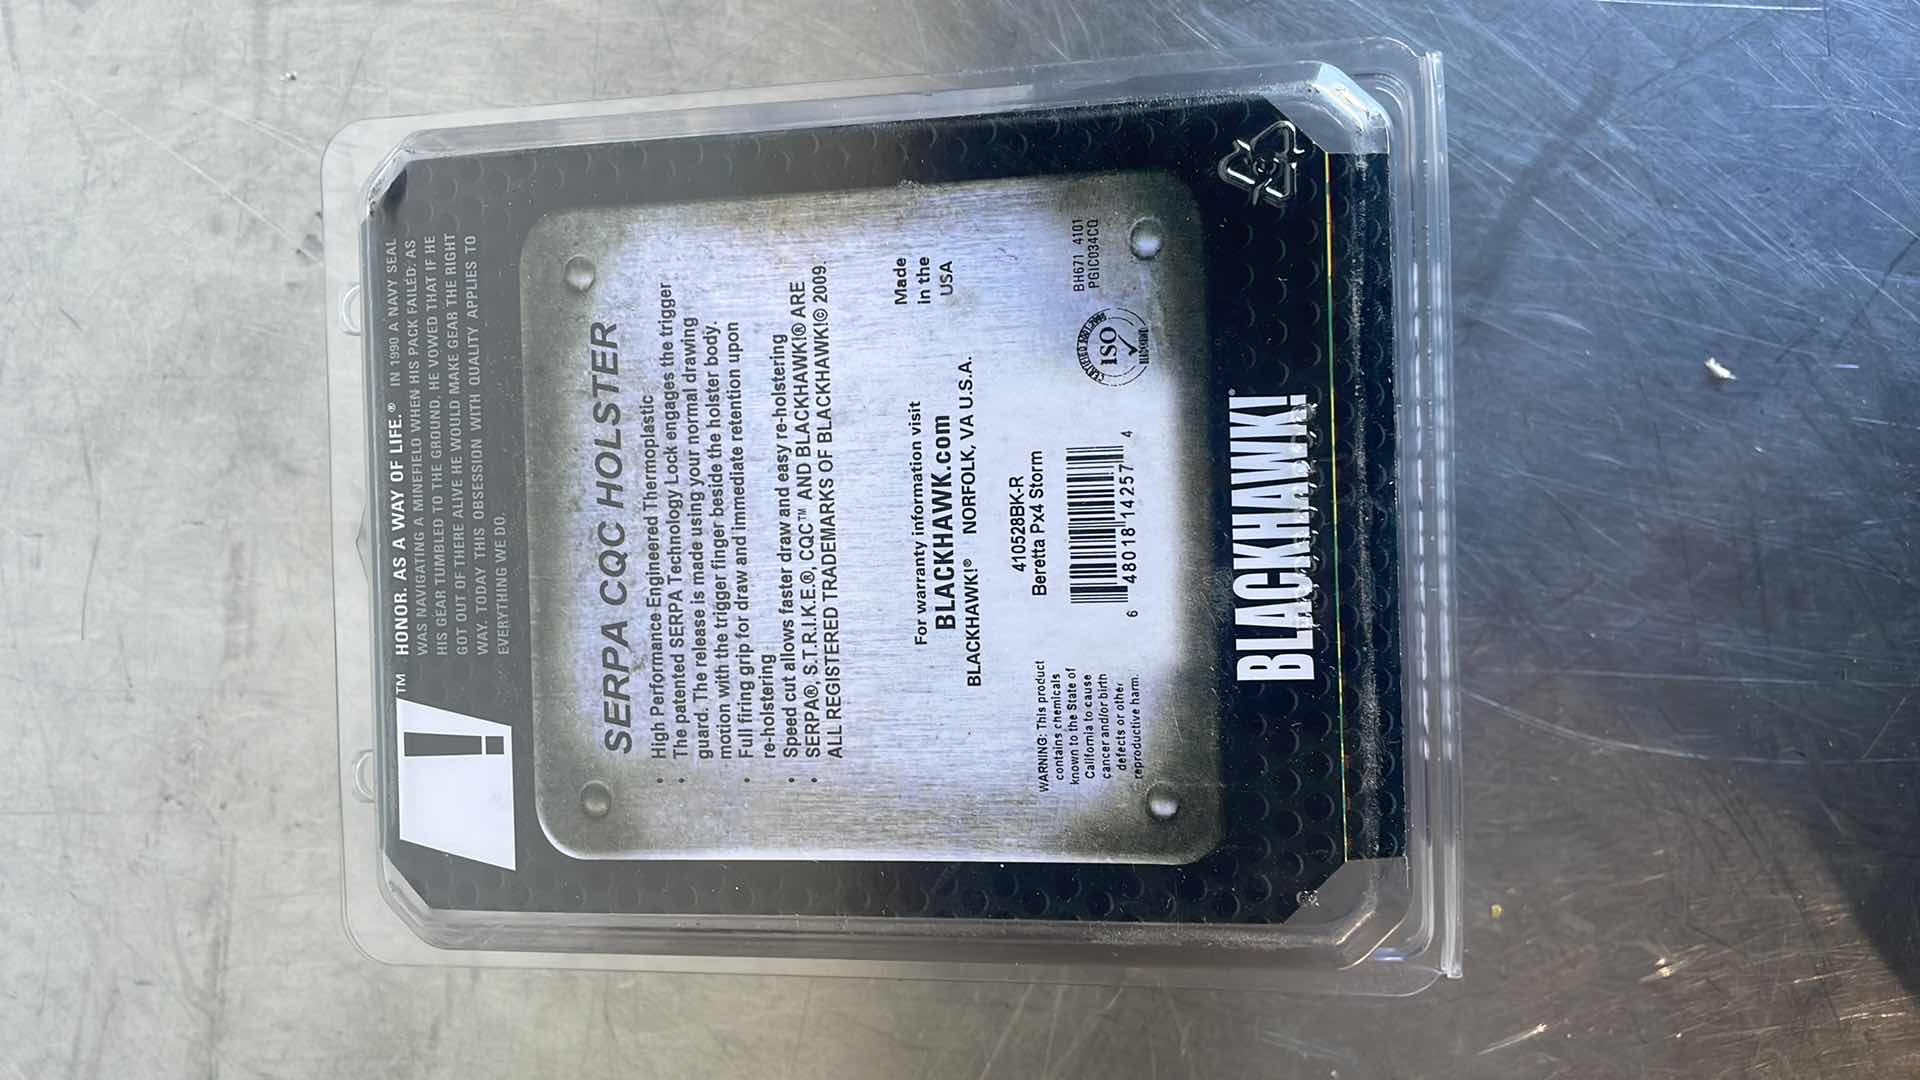 !™ HONOR. AS A WAY OF LIFE.® IN 1990 A NAVY SEAL
WAS NAVIGATING A MINEFIELD WHEN HIS PACK FAILED. AS
HIS GEAR TUMBLED TO THE GROUND, HE VOWED THAT IF HE
GOT OUT OF THERE ALIVE HE WOULD MAKE GEAR THE RIGHT
WAY. TODAY THIS OBSESSION WITH QUALITY APPLIES TO
EVERYTHING WE DO.
SERPA CQC HOLSTER
• High Performance Engineered Thermoplastic
• The patented SERPA Technology Lock engages the trigger
guard. The release is made using your normal drawing
motion with the trigger finger beside the holster body.
• Full firing grip for draw and immediate retention upon
re-holstering
• Speed cut allows faster draw and easy re-holstering
• SERPA®, S.T.R.I.K.E.®, CQC™ AND BLACKHAWK!® ARE
ALL REGISTERED TRADEMARKS OF BLACKHAWK!© 2009.
For warranty information visit
BLACKHAWK.com
BLACKHAWK!® NORFOLK, VA U.S.A.
Made
in the
USA
WARNING: This product
contains chemicals
known to the State of
California to cause
cancer and/or birth
defects or other
reproductive harm.
410528BK-R
Beretta Px4 Storm
6 48018 14257 4
ISO
BH671 4101
PGIC034CQ
BLACKHAWK!®